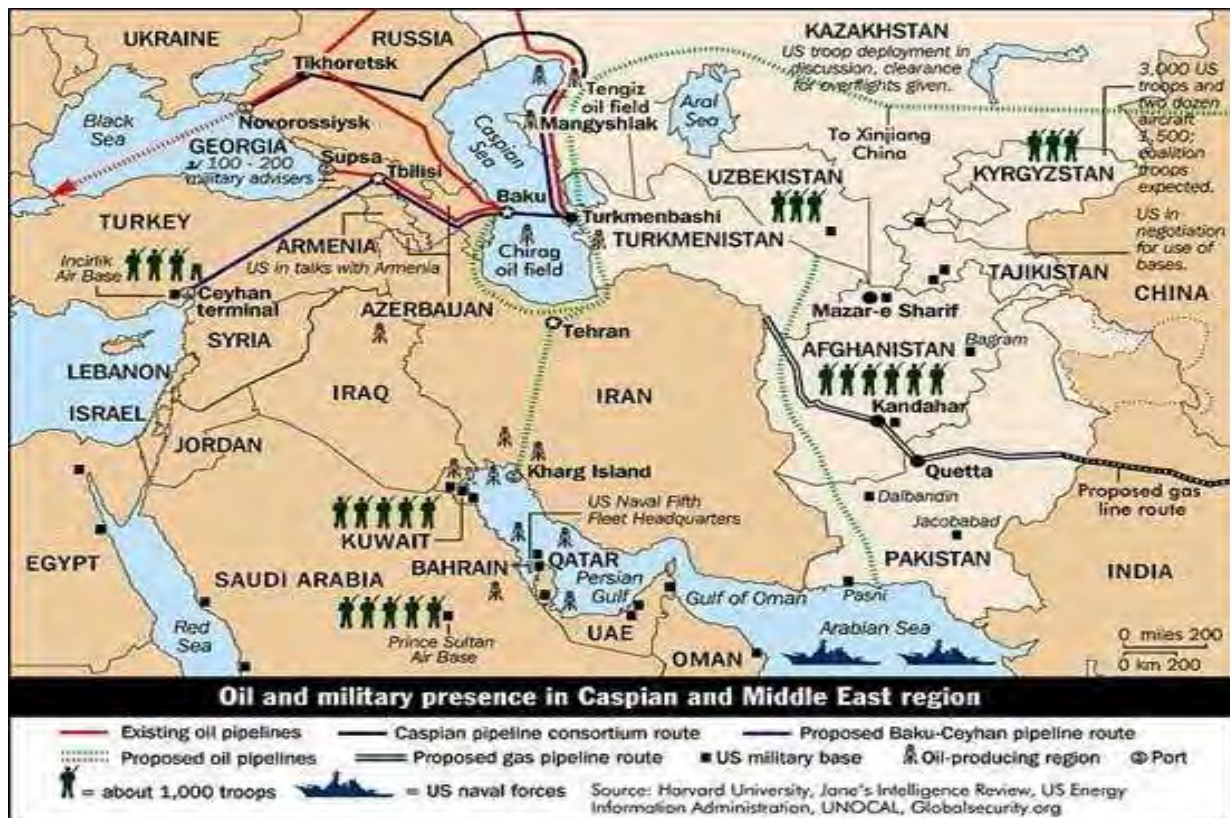 UKRAINE
RUSSIA
KAZAKHSTAN
US troop deployment in
discussion, clearance
for overflights given.
3,000 US
troops and
two dozen
aircraft
1,500;
coalition
troops
expected.
Tikhoretsk
Tengiz
oil field
Aral
Sea
Black
Sea
Novorossiysk
Caspian
Sea
Mangyshlak
To Xinjiang
China
GEORGIA
100 - 200
military advisers
Supsa
Tbilisi
UZBEKISTAN
KYRGYZSTAN
Baku
Turkmenbashi
TURKEY
ARMENIA
US in talks with Armenia
Chirag
oil field
TURKMENISTAN
US in
negotiation
for use of
bases.
Incirlik
Air Base
TAJIKISTAN
Ceyhan
terminal
AZERBAIJAN
Mazar-e Sharif
CHINA
SYRIA
Tehran
AFGHANISTAN
Bagram
LEBANON
IRAQ
IRAN
ISRAEL
Kandahar
JORDAN
Kharg Island
Quetta
Proposed gas
line route
US Naval Fifth
Fleet Headquarters
Dalbandin
KUWAIT
Jacobabad
EGYPT
BAHRAIN
QATAR
PAKISTAN
INDIA
SAUDI ARABIA
Persian
Gulf
Gulf of Oman
Pasni
Red
Sea
Prince Sultan
Air Base
UAE
Arabian Sea
OMAN
0 miles 200
0 km 200
Oil and military presence in Caspian and Middle East region
Existing oil pipelines
Caspian pipeline consortium route
Proposed Baku-Ceyhan pipeline route
Proposed oil pipelines
Proposed gas pipeline route
US military base
Oil-producing region
Port
= about 1,000 troops
= US naval forces
Source: Harvard University, Jane's Intelligence Review, US Energy
Information Administration, UNOCAL, Globalsecurity.org